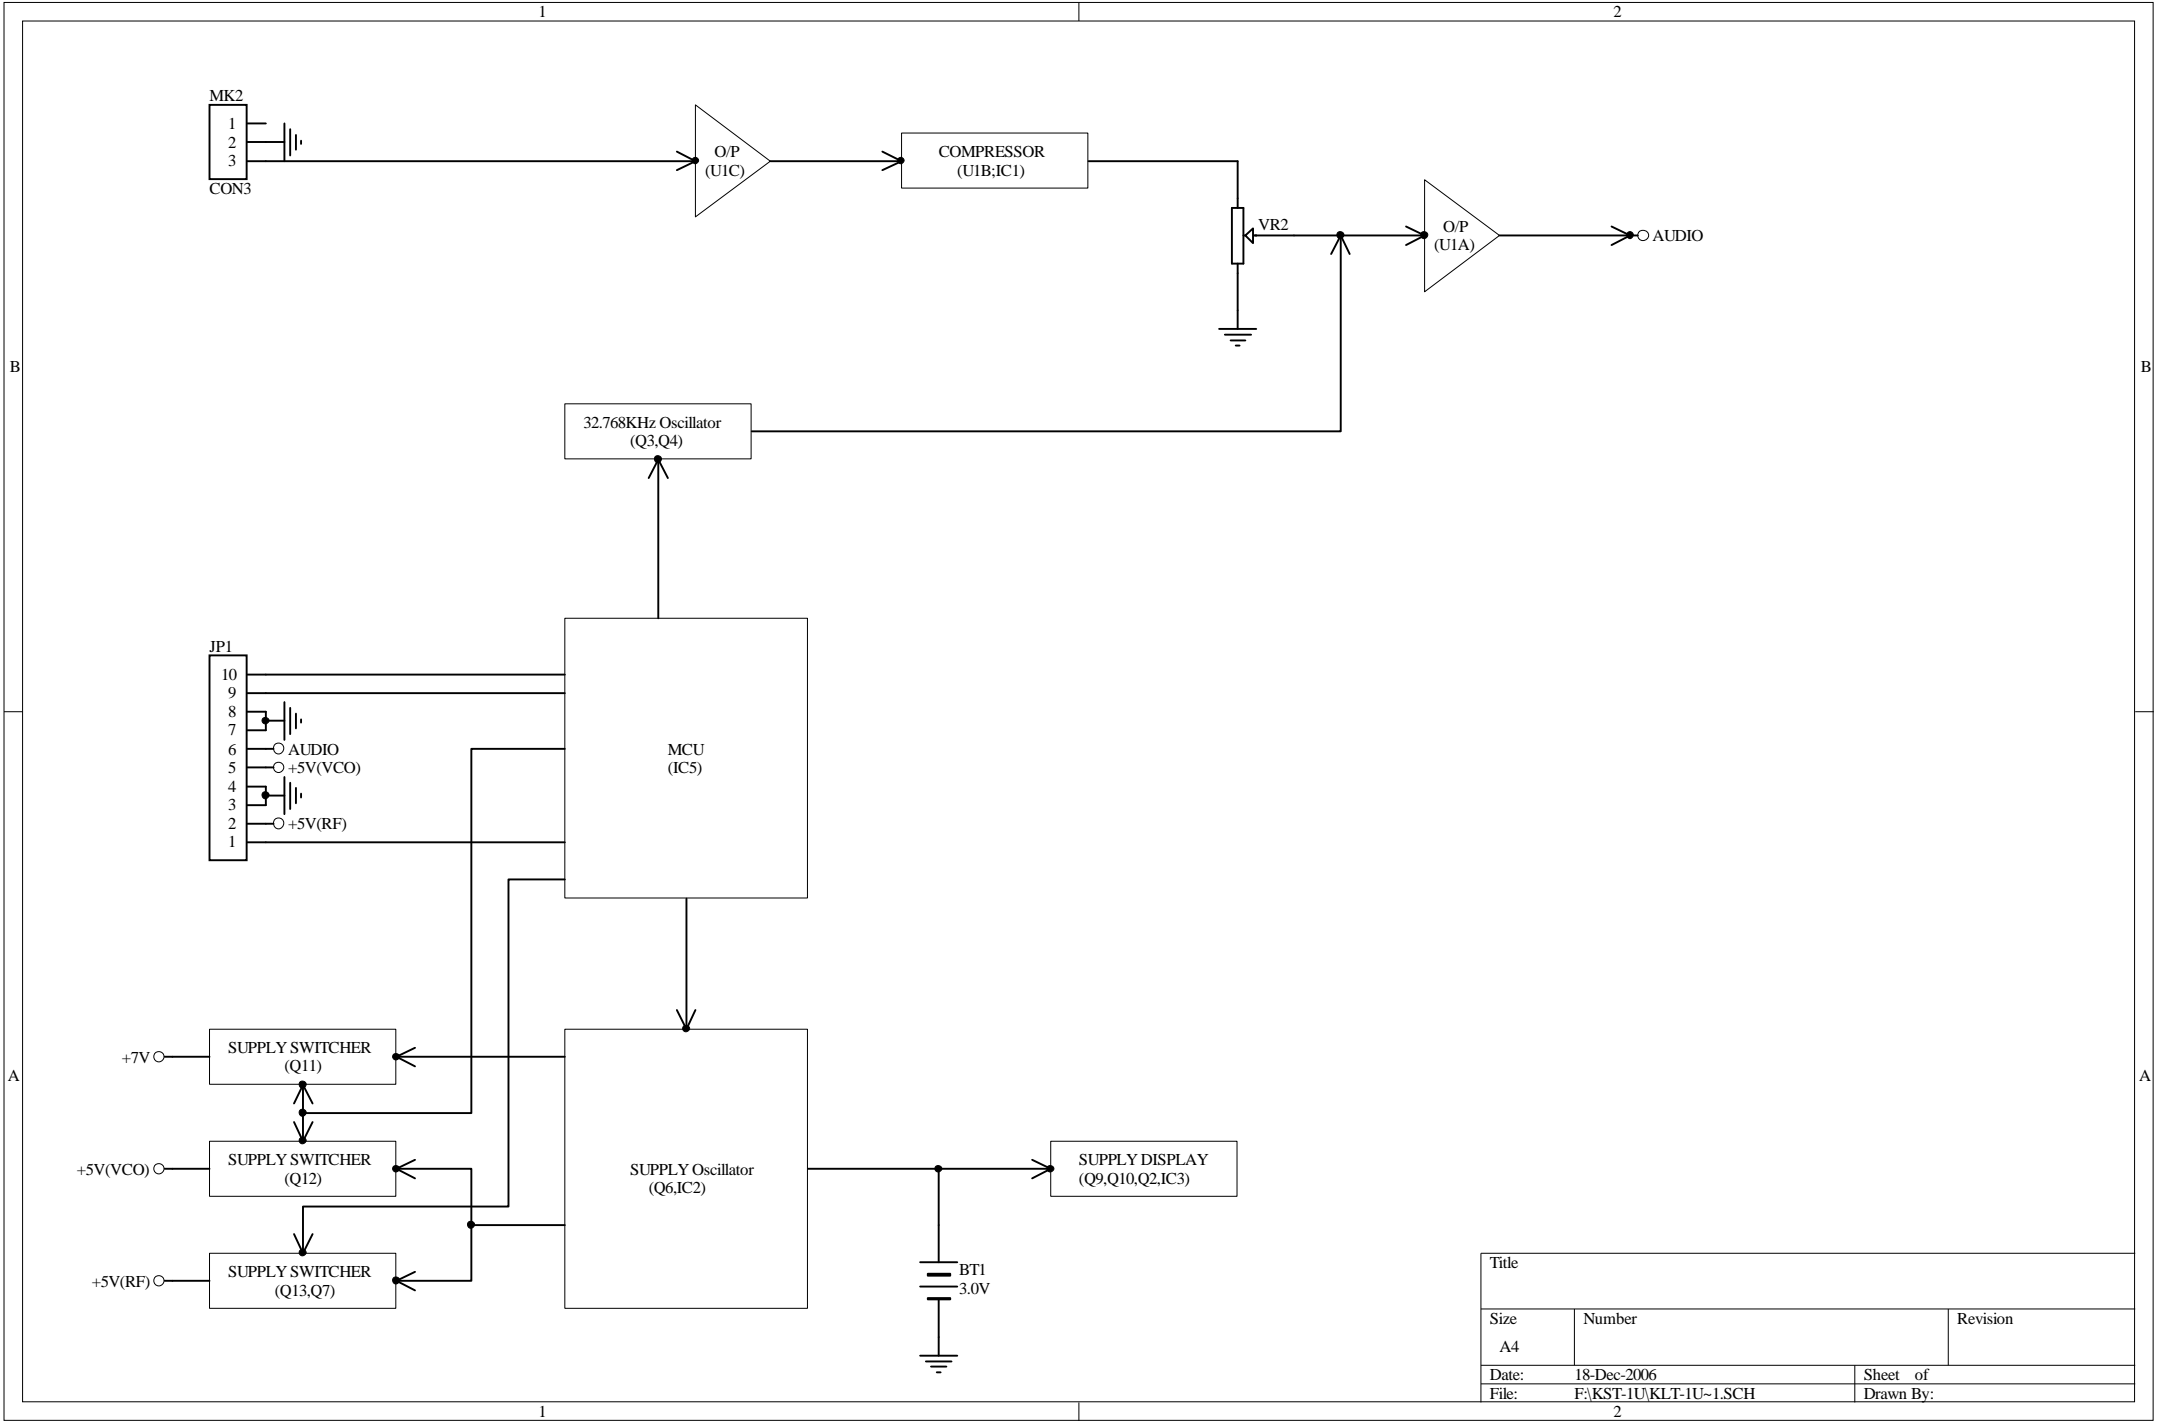 1
2
MK2
1
2
3
CON3
O/P
(U1C)
COMPRESSOR
(U1B;IC1)
VR2
O/P
(U1A)
AUDIO
B
B
32.768KHz Oscillator
(Q3,Q4)
JP1
10
9
8
7
6
AUDIO
5
+5V(VCO)
4
3
2
+5V(RF)
1
MCU
(IC5)
A
A
+7V
SUPPLY SWITCHER
(Q11)
+5V(VCO)
SUPPLY SWITCHER
(Q12)
+5V(RF)
SUPPLY SWITCHER
(Q13,Q7)
SUPPLY Oscillator
(Q6,IC2)
SUPPLY DISPLAY
(Q9,Q10,Q2,IC3)
BT1
3.0V
Title
Size
Number
Revision
A4
Date:
18-Dec-2006
Sheet of
File:
F:\KST-1U\KLT-1U~1.SCH
Drawn By:
1
2